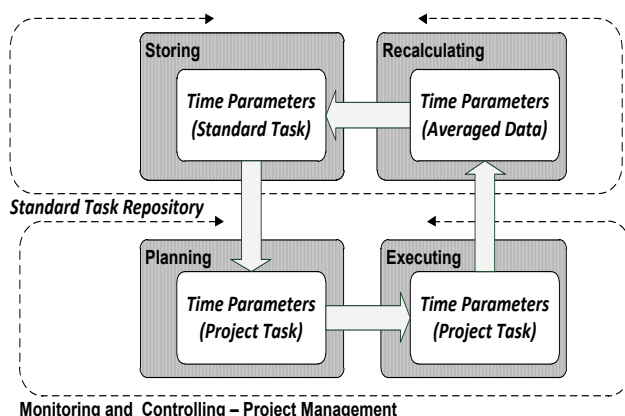 Storing
Recalculating
Time Parameters
(Standard Task)
Time Parameters
(Averaged Data)
Standard Task Repository
Planning
Executing
Time Parameters
(Project Task)
Time Parameters
(Project Task)
Monitoring and Controlling – Project Management